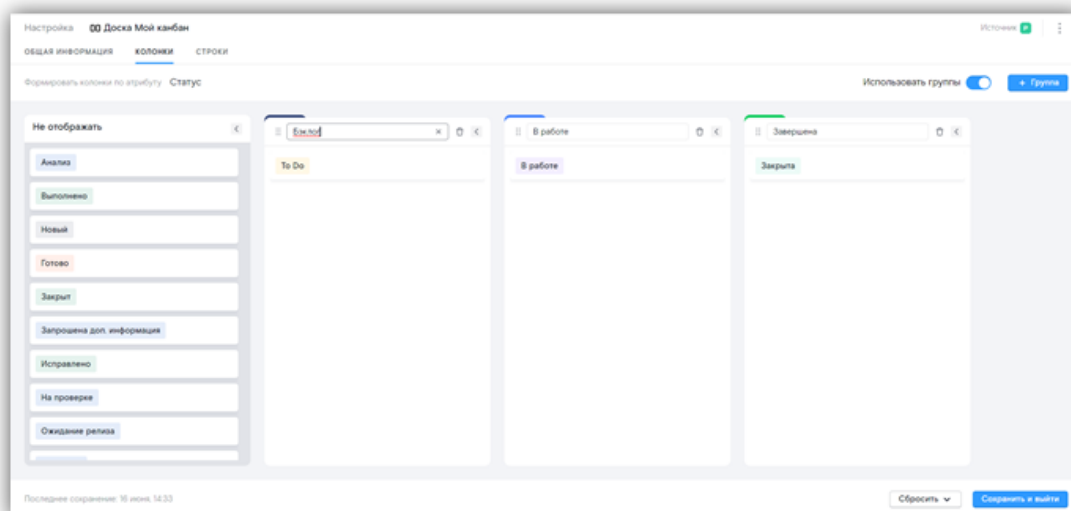 Настройка Доска Мой канбан Источник P
ОБЩАЯ ИНФОРМАЦИЯ КОЛОНКИ СТРОКИ
Формировать колонки по атрибуту Статус Использовать группы + Группа
Не отображать Бэклог В работе Завершена
Анализ To Do В работе Закрыта
Выполнено
Новый
Готово
Закрыт
Запрошена доп. информация
Исправлено
На проверке
Ожидание релиза
Последнее сохранение: 16 июня, 14:33 Сбросить Сохранить и выйти